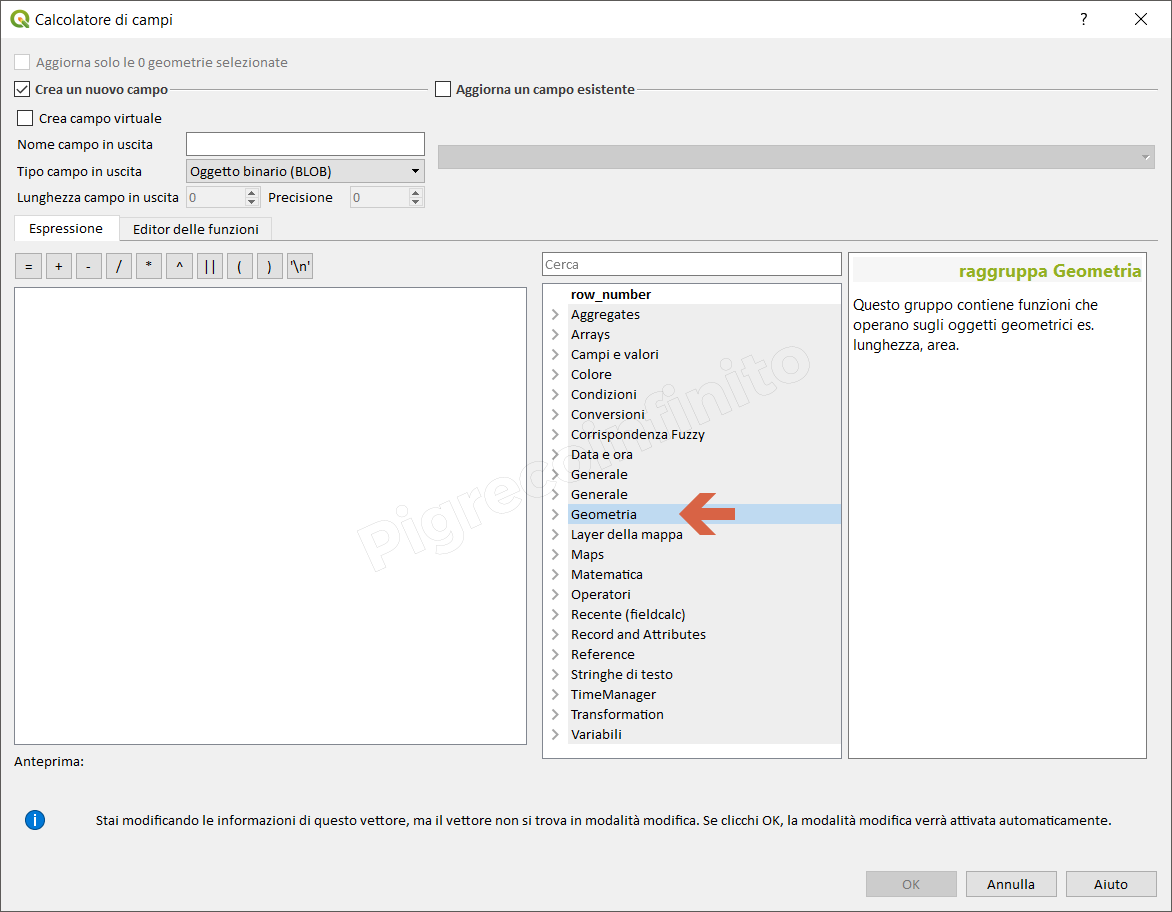 Calcolatore di campi
?
Aggiorna solo le 0 geometrie selezionate
Crea un nuovo campo
Aggiorna un campo esistente
Crea campo virtuale
Nome campo in uscita
Tipo campo in uscita
Oggetto binario (BLOB)
Lunghezza campo in uscita
0
Precisione
0
Espressione
Editor delle funzioni
= + - / * ^ || ( ) '\n'
Cerca
row_number
Aggregates
Arrays
Campi e valori
Colore
Condizioni
Conversioni
Corrispondenza Fuzzy
Data e ora
Generale
Generale
Geometria
Layer della mappa
Maps
Matematica
Operatori
Recente (fieldcalc)
Record and Attributes
Reference
Stringhe di testo
TimeManager
Transformation
Variabili
raggruppa Geometria
Questo gruppo contiene funzioni che
operano sugli oggetti geometrici es.
lunghezza, area.
Pigrecoinfinito
Anteprima:
i
Stai modificando le informazioni di questo vettore, ma il vettore non si trova in modalità modifica. Se clicchi OK, la modalità modifica verrà attivata automaticamente.
OK
Annulla
Aiuto